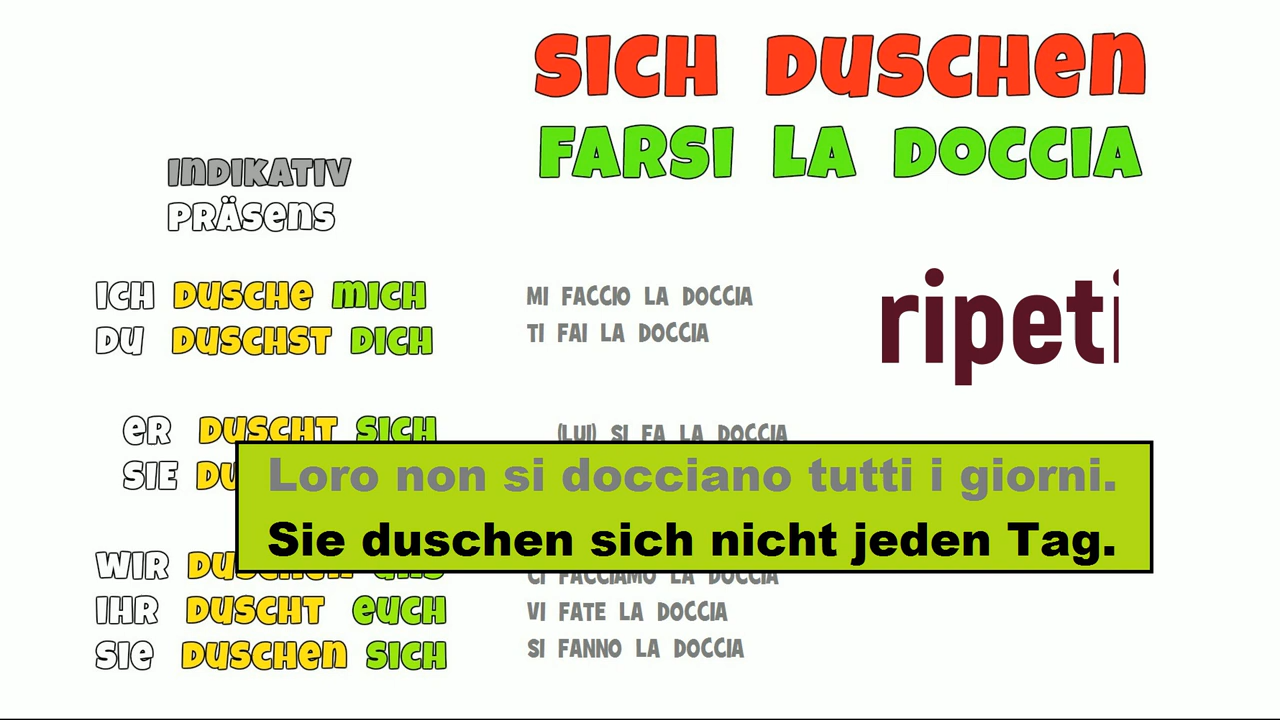 SICH DUSCHEN
FARSI LA DOCCIA
INDIKATIV
PRÄSENS
ICH DUSCHE MICH
MI FACCIO LA DOCCIA
DU DUSCHST DICH
TI FAI LA DOCCIA
ripeti
ER DUSCHT SICH
(LUI) SI FA LA DOCCIA
SIE
Loro non si docciano tutti i giorni.
Sie duschen sich nicht jeden Tag.
WIR DUSCHEN UNS
CI FACCIAMO LA DOCCIA
IHR DUSCHT EUCH
VI FATE LA DOCCIA
SIE DUSCHEN SICH
SI FANNO LA DOCCIA